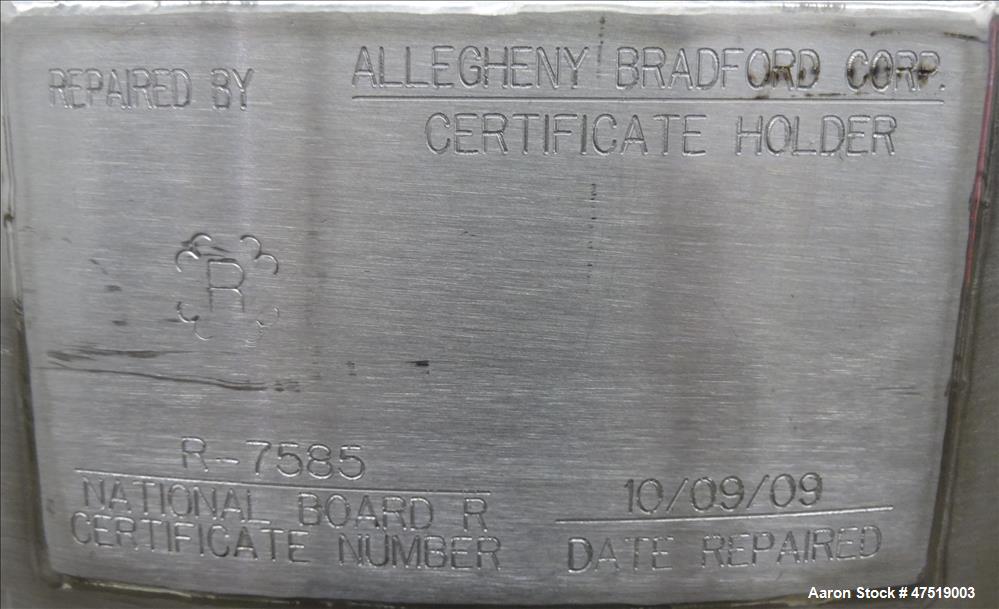 REPAIRED BY ALLEGHENY BRADFORD CORP.
CERTIFICATE HOLDER
R
R-7585
NATIONAL BOARD R
CERTIFICATE NUMBER
10/09/09
DATE REPAIRED
Aaron Stock # 47519003